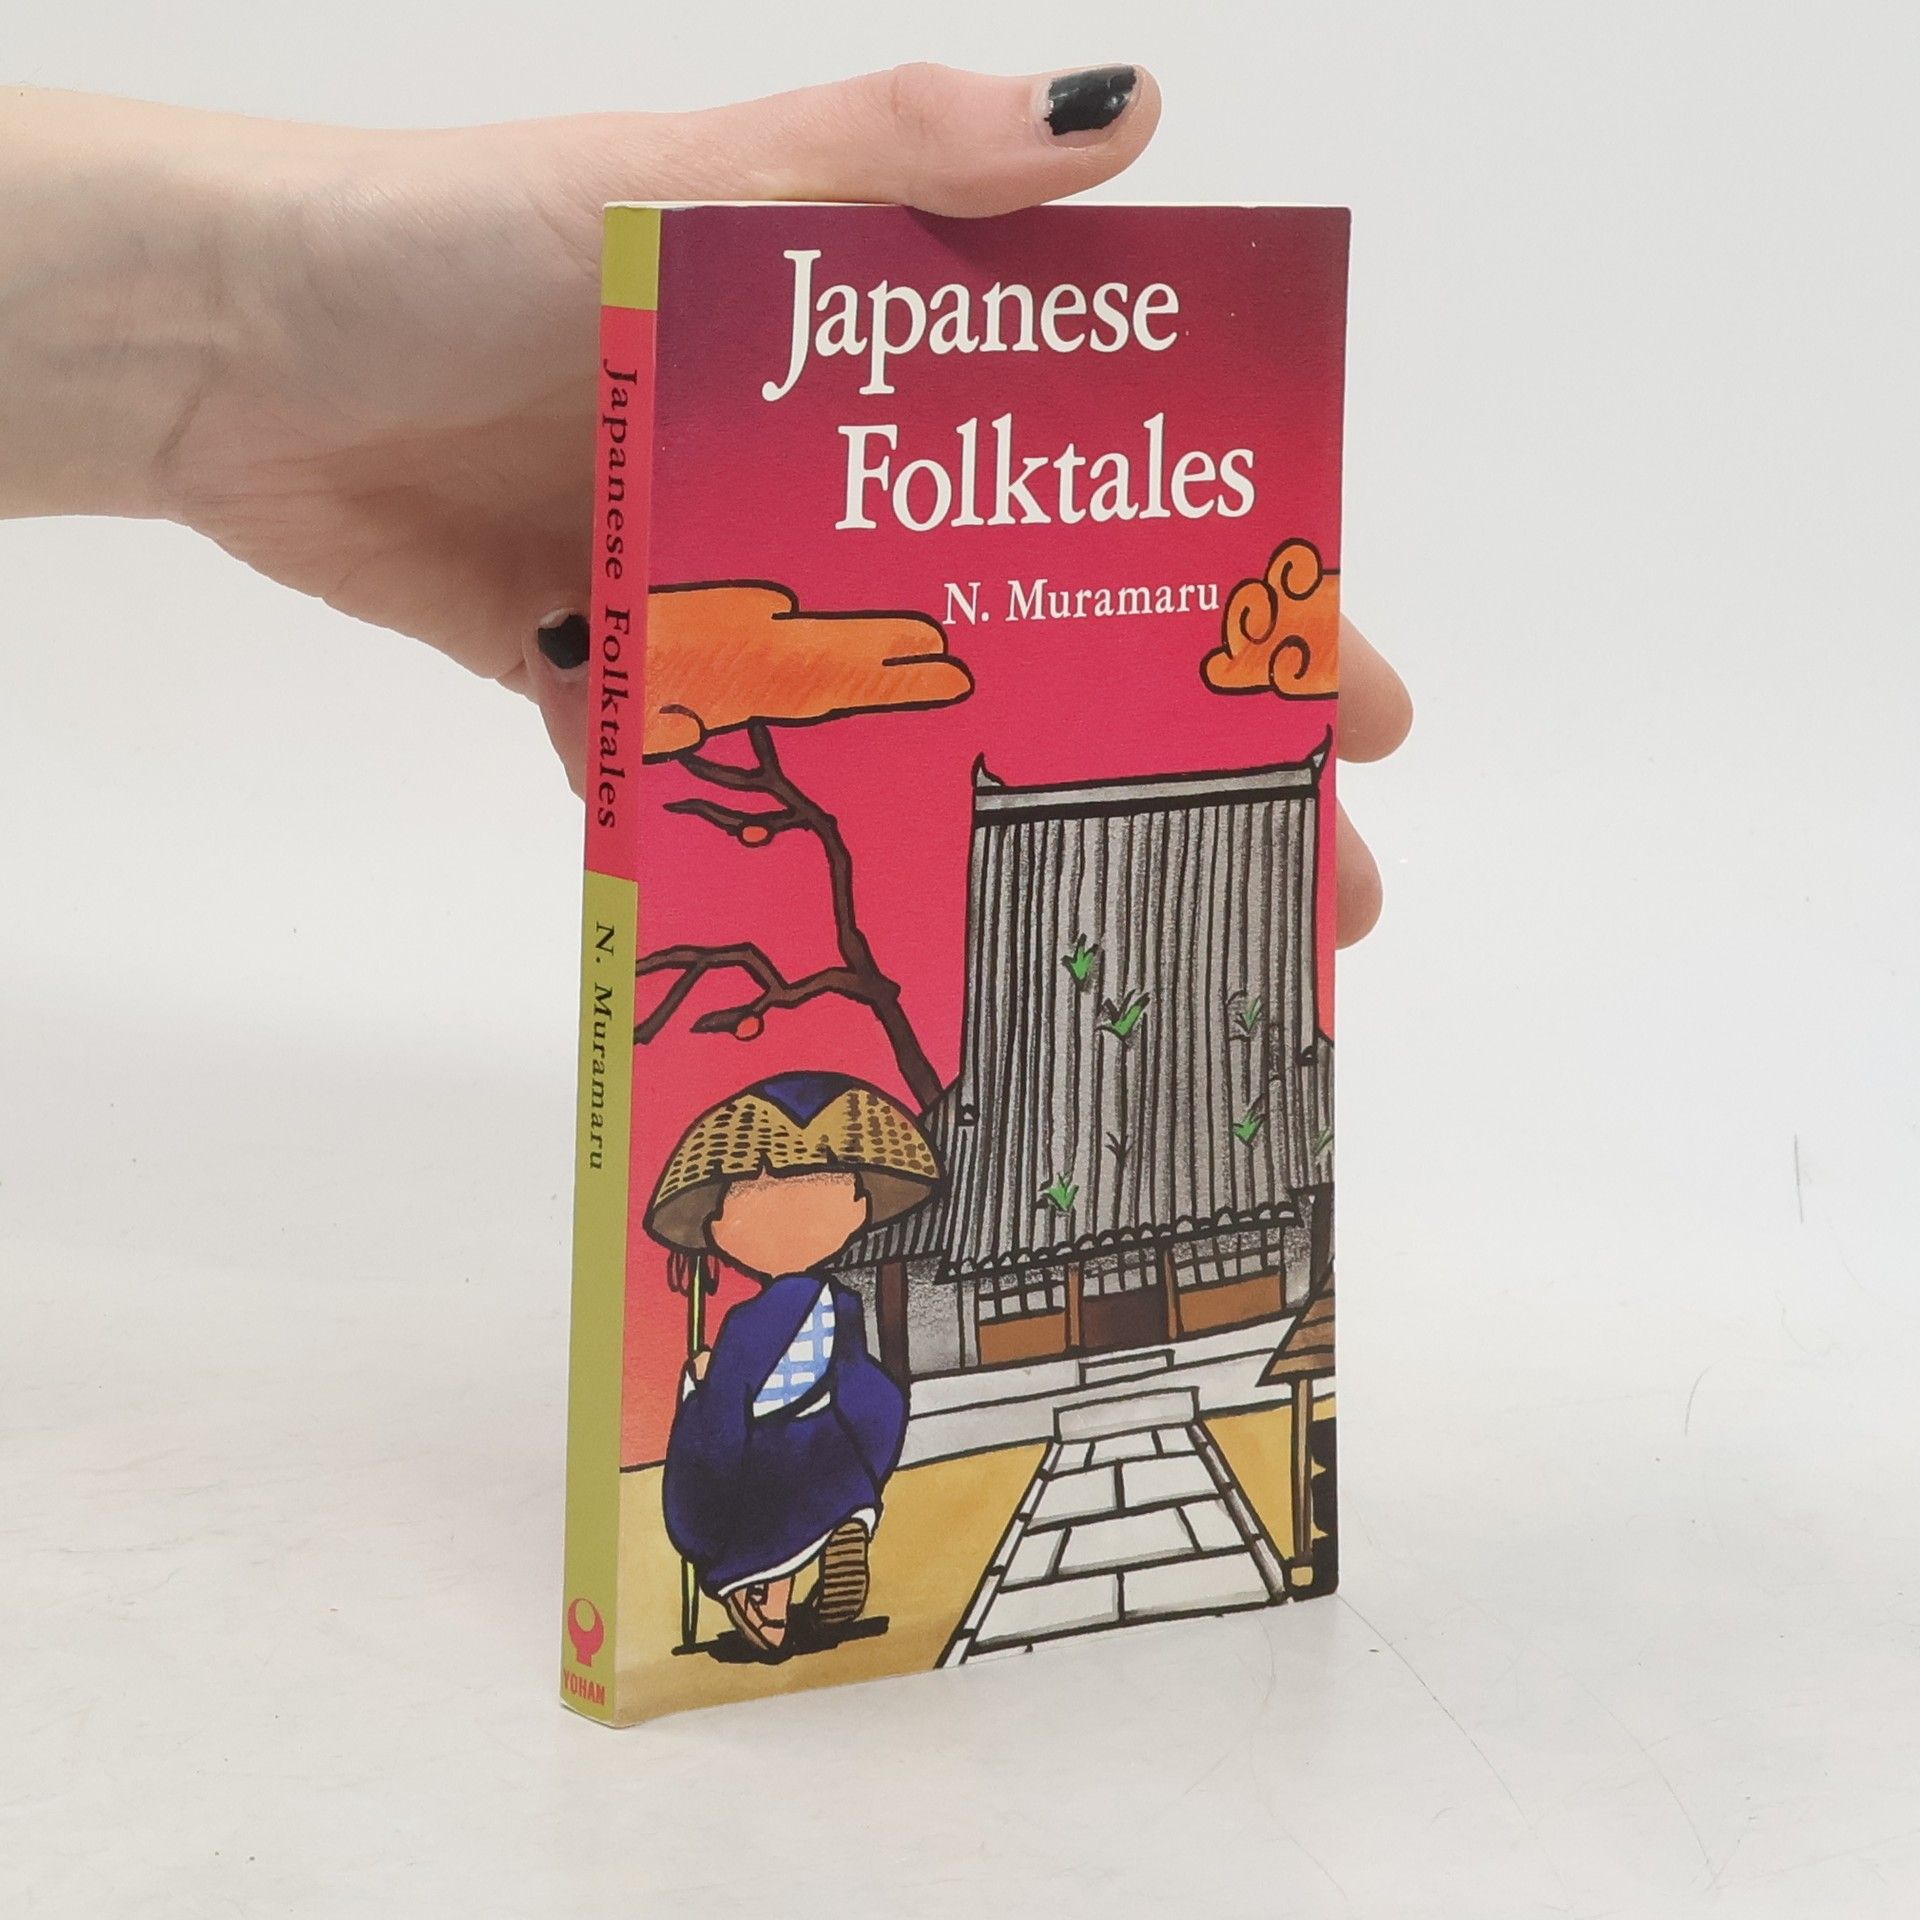 Japanese
Folktales
N. Muramaru
Japanese Folktales N. Muramaru
YOHAN